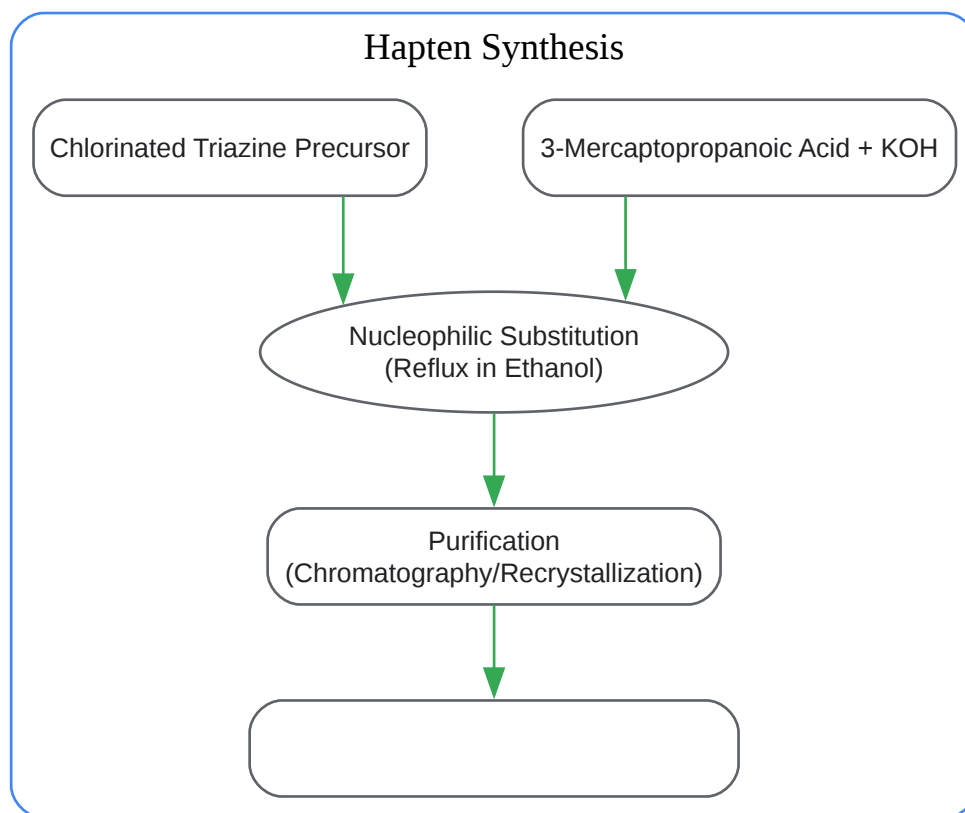 Hapten Synthesis
Chlorinated Triazine Precursor
3-Mercaptopropanoic Acid + KOH
Nucleophilic Substitution
(Reflux in Ethanol)
Purification
(Chromatography/Recrystallization)